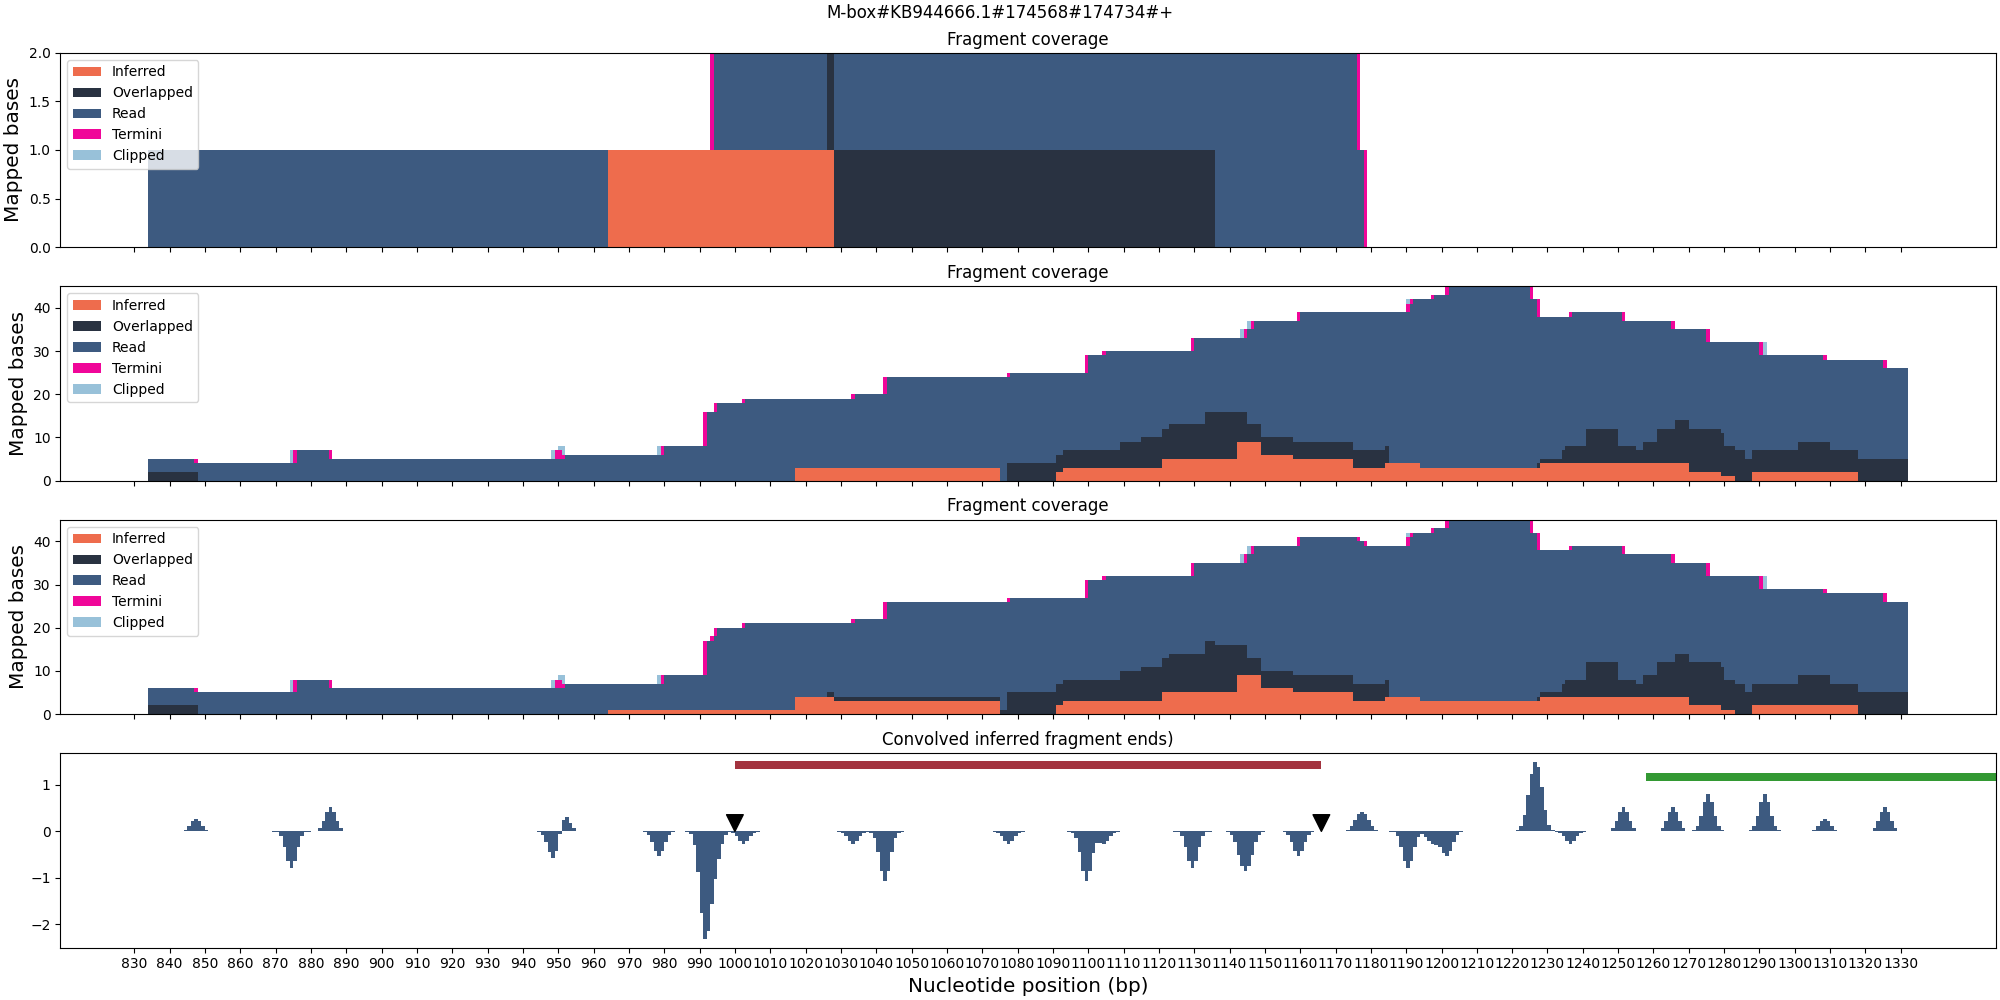 M-box#KB944666.1#174568#174734#+
Fragment coverage
Mapped bases
2.0
1.5
1.0
0.5
0.0
Inferred
Overlapped
Read
Termini
Clipped
Fragment coverage
Mapped bases
40
30
20
10
0
Inferred
Overlapped
Read
Termini
Clipped
Fragment coverage
Mapped bases
40
30
20
10
0
Inferred
Overlapped
Read
Termini
Clipped
Convolved inferred fragment ends)
1
0
−1
−2
830 840 850 860 870 880 890 900 910 920 930 940 950 960 970 980 990 1000 1010 1020 1030 1040 1050 1060 1070 1080 1090 1100 1110 1120 1130 1140 1150 1160 1170 1180 1190 1200 1210 1220 1230 1240 1250 1260 1270 1280 1290 1300 1310 1320 1330
Nucleotide position (bp)